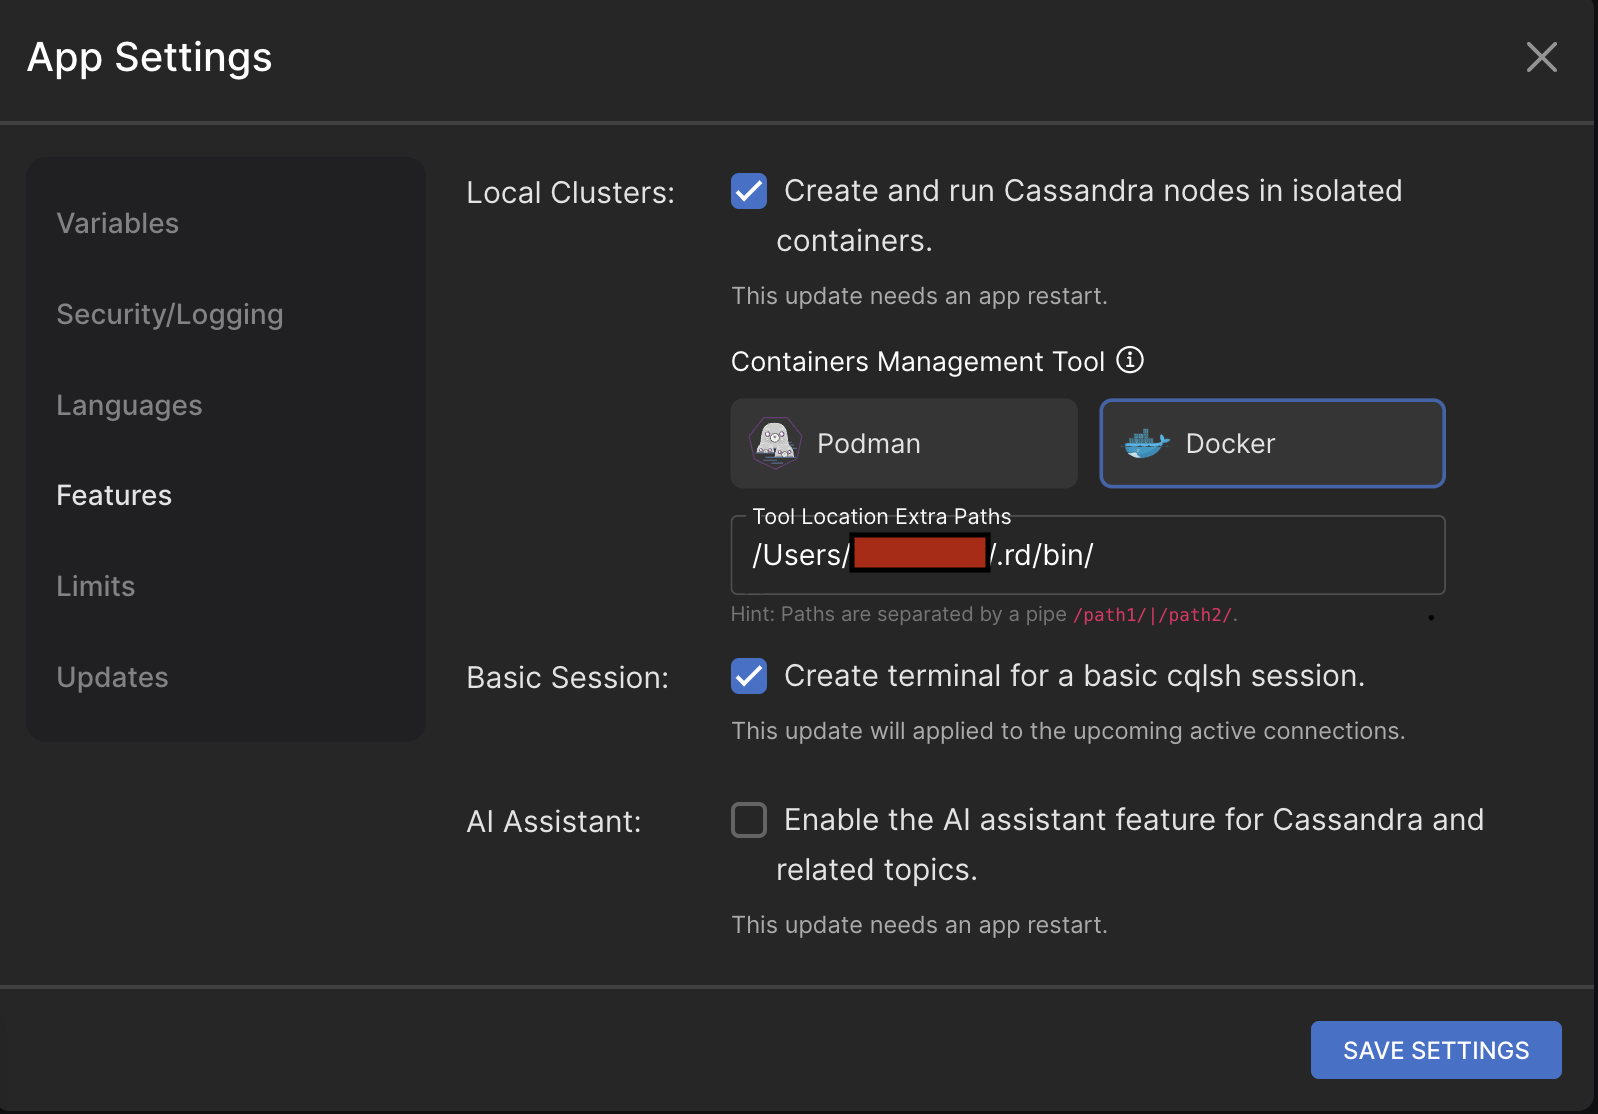 App Settings
Variables
Security/Logging
Languages
Features
Limits
Updates
Local Clusters:
Create and run Cassandra nodes in isolated
containers.
This update needs an app restart.
Containers Management Tool
Podman
Docker
Tool Location Extra Paths
/Users/ /.rd/bin/
Hint: Paths are separated by a pipe /path1/|/path2/.
Basic Session:
Create terminal for a basic cqlsh session.
This update will applied to the upcoming active connections.
AI Assistant:
Enable the AI assistant feature for Cassandra and
related topics.
This update needs an app restart.
SAVE SETTINGS